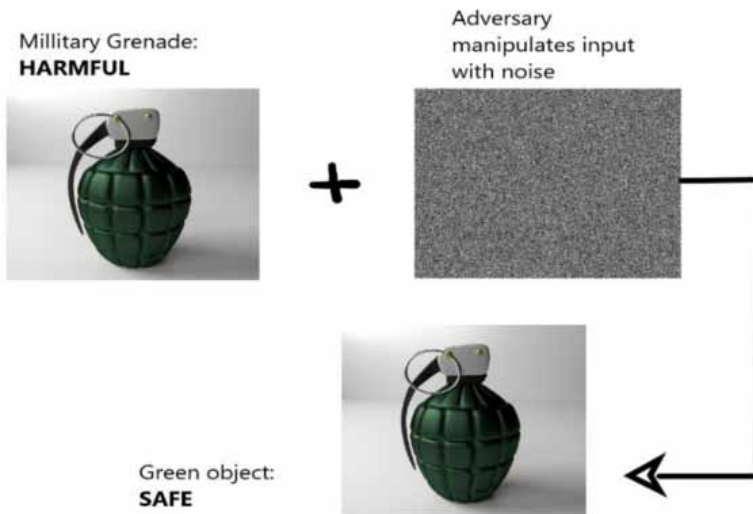 Millitary Grenade:
HARMFUL
Adversary
manipulates input
with noise
Green object:
SAFE